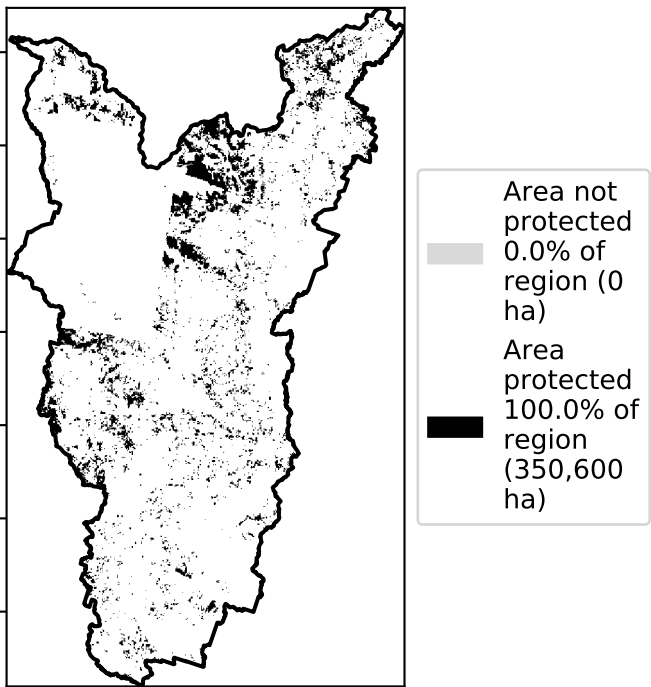 Area not
protected
0.0% of
region (0
ha)
Area
protected
100.0% of
region
(350,600
ha)